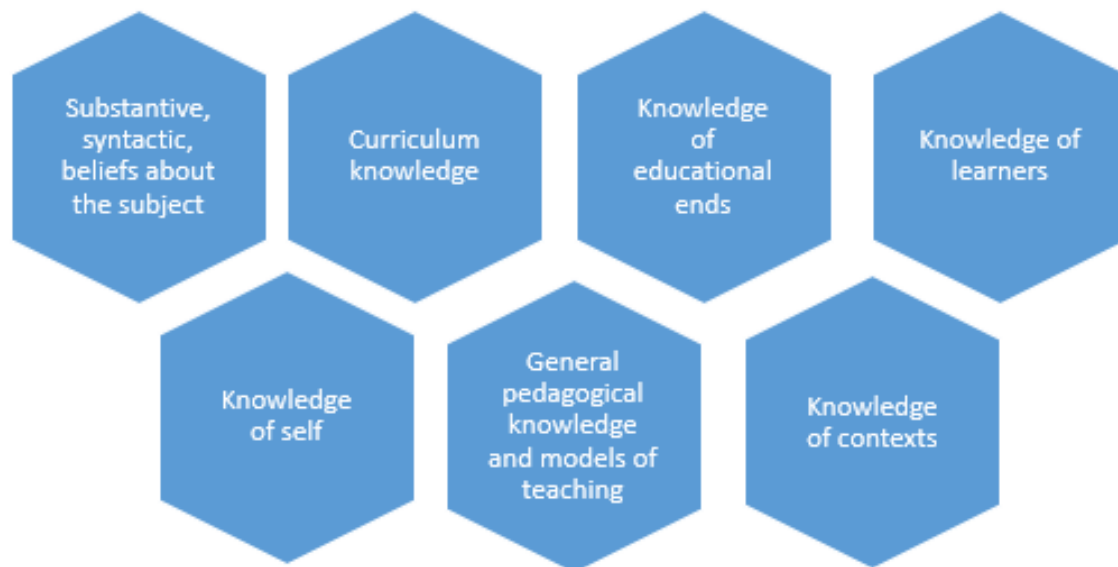 Substantive,
syntactic,
beliefs about
the subject
Curriculum
knowledge
Knowledge
of
educational
ends
Knowledge of
learners
Knowledge
of self
General
pedagogical
knowledge
and models of
teaching
Knowledge
of contexts